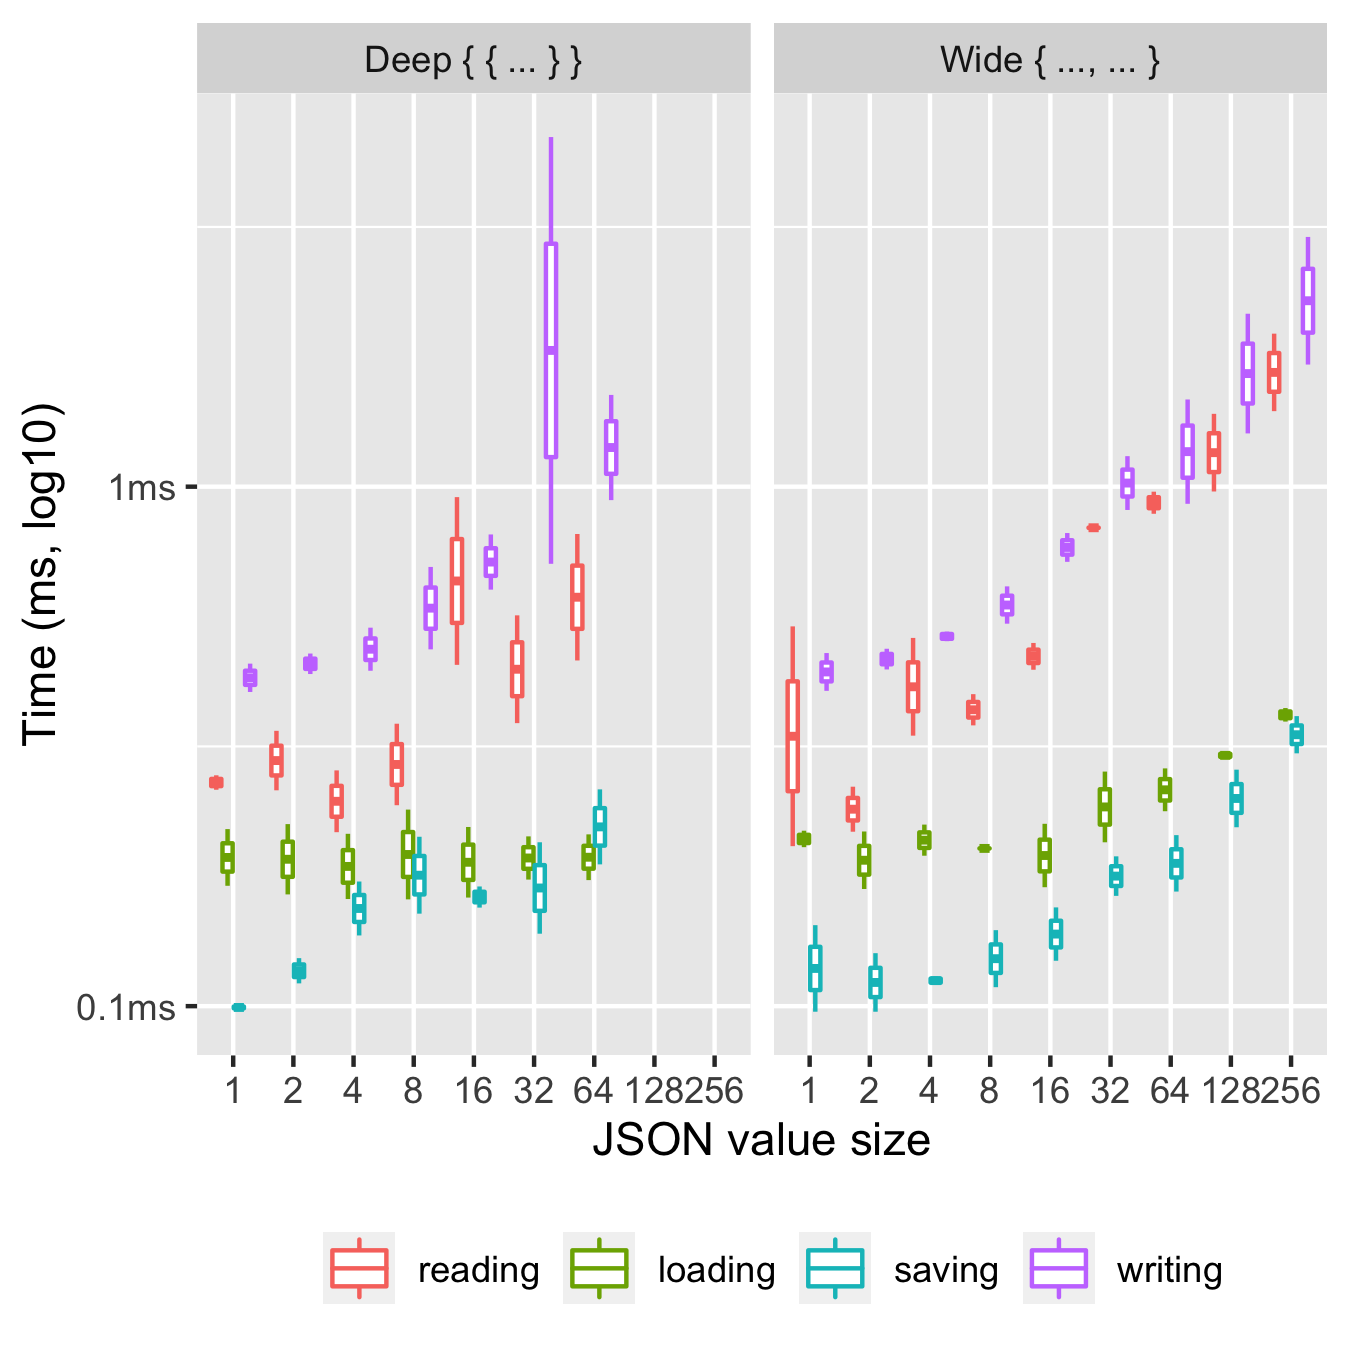 Deep { { ... } }
Wide { ..., ... }
Time (ms, log10)
1ms
0.1ms
1 2 4 8 16 32 64 128 256
1 2 4 8 16 32 64 128 256
JSON value size
reading loading saving writing